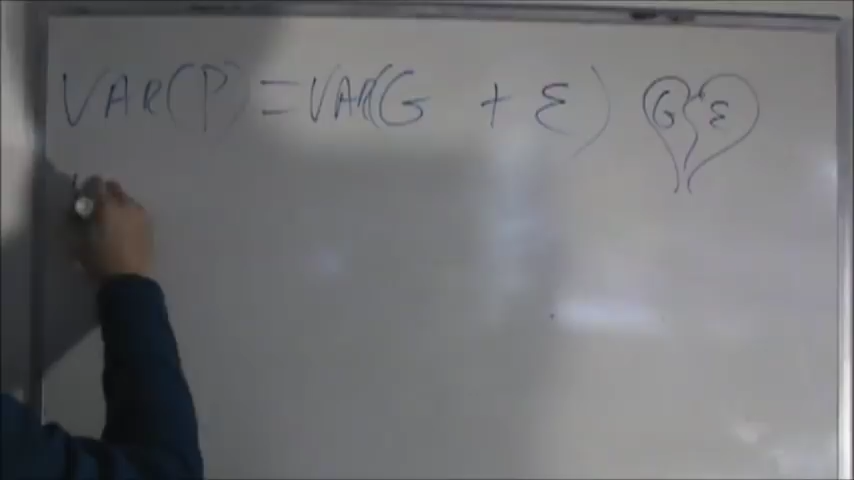 VAR(P) = VAR(G + ε) G ε